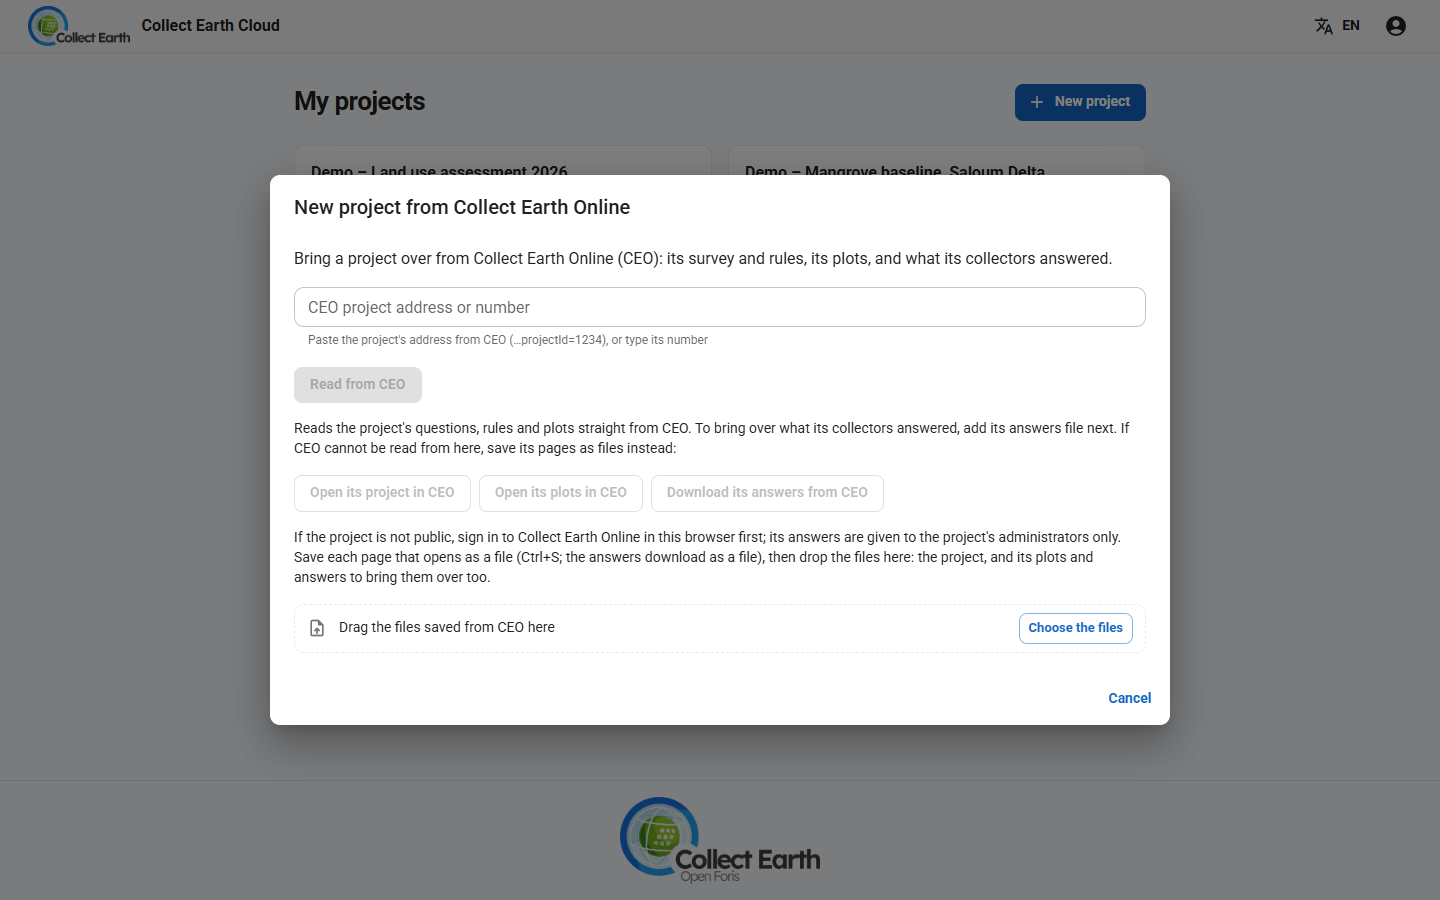 Collect Earth
Collect Earth Cloud
EN
My projects
New project
Demo – Land use assessment 2026
Demo – Mangrove baseline, Saloum Delta
New project from Collect Earth Online
Bring a project over from Collect Earth Online (CEO): its survey and rules, its plots, and what its collectors answered.
CEO project address or number
Paste the project's address from CEO (...projectId=1234), or type its number
Read from CEO
Reads the project's questions, rules and plots straight from CEO. To bring over what its collectors answered, add its answers file next. If
CEO cannot be read from here, save its pages as files instead:
Open its project in CEO
Open its plots in CEO
Download its answers from CEO
If the project is not public, sign in to Collect Earth Online in this browser first; its answers are given to the project's administrators only.
Save each page that opens as a file (Ctrl+S; the answers download as a file), then drop the files here: the project, and its plots and
answers to bring them over too.
Drag the files saved from CEO here
Choose the files
Cancel
Collect Earth
Open Foris